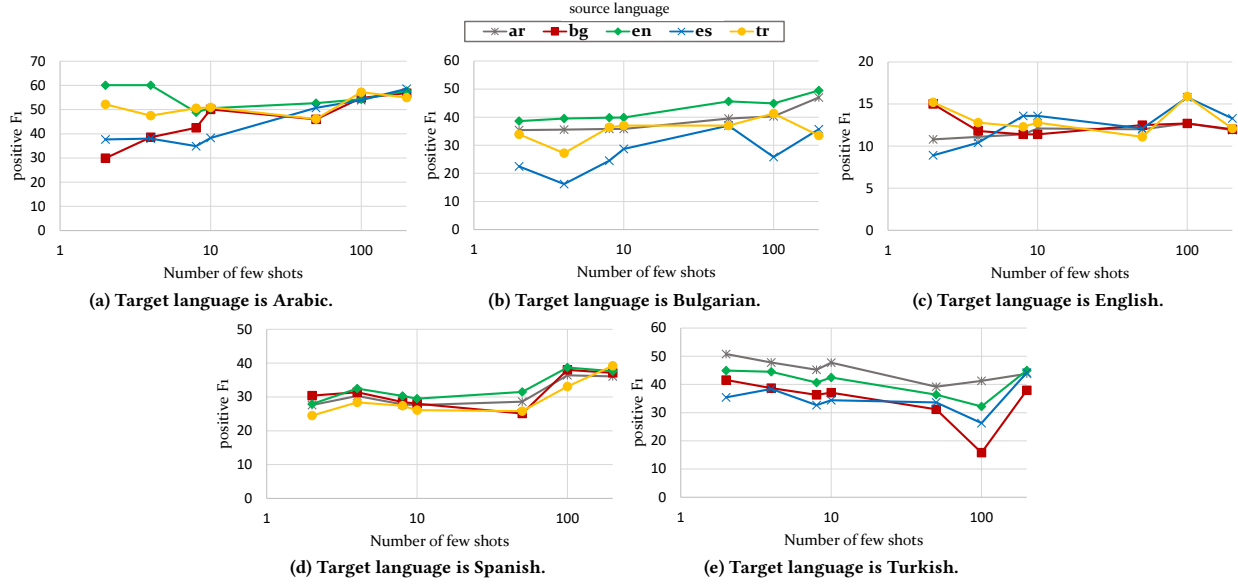 source language
ar bg en es tr
positive F1
70
60
50
40
30
20
10
0
1 10 100
Number of few shots
(a) Target language is Arabic.
positive F1
60
50
40
30
20
10
0
1 10 100
Number of few shots
(b) Target language is Bulgarian.
positive F1
20
15
10
5
0
1 10 100
Number of few shots
(c) Target language is English.
positive F1
50
40
30
20
10
0
1 10 100
Number of few shots
(d) Target language is Spanish.
positive F1
60
50
40
30
20
10
0
1 10 100
Number of few shots
(e) Target language is Turkish.